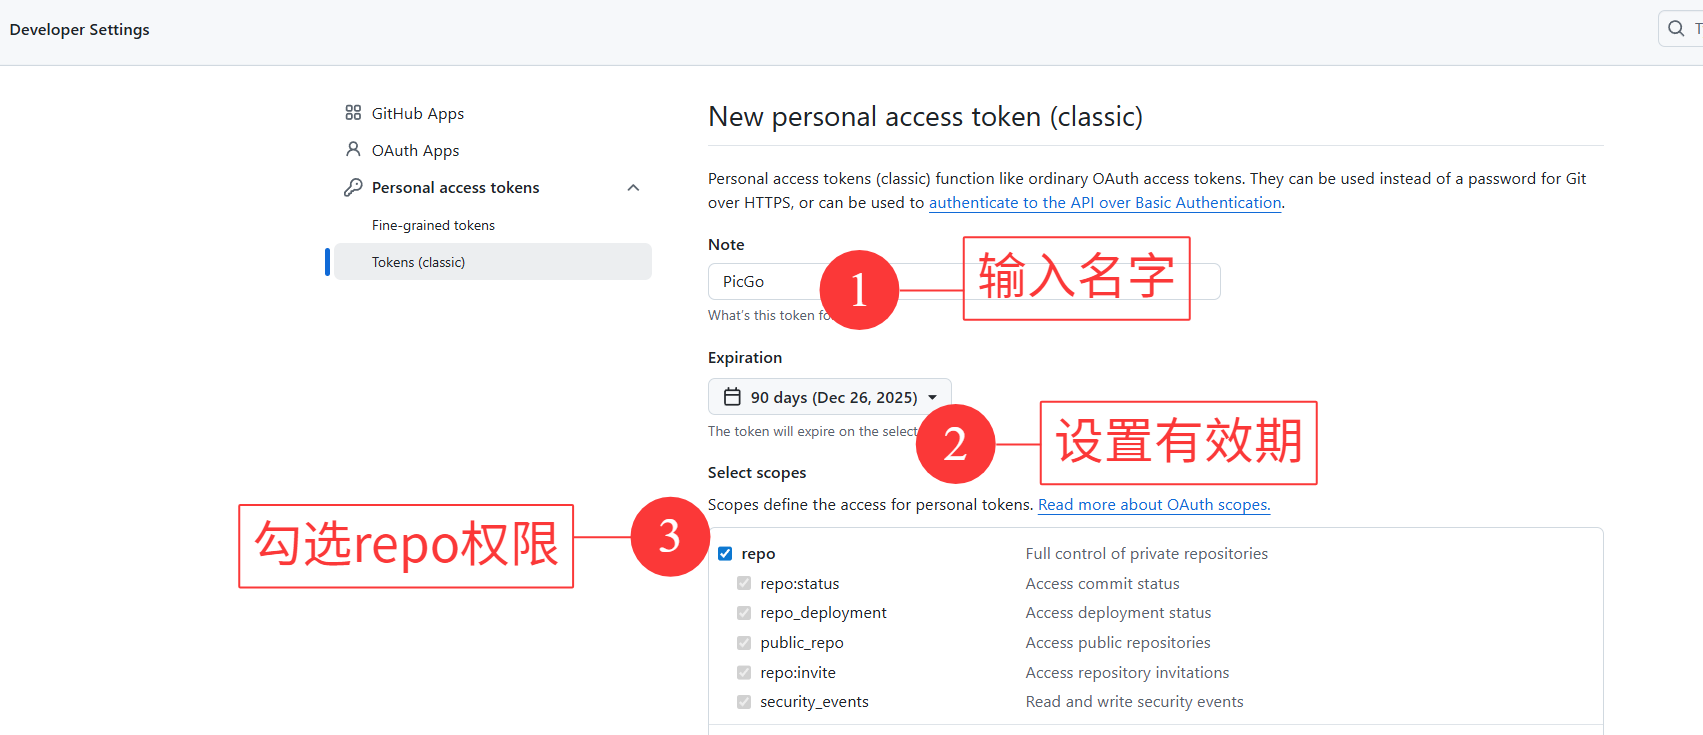 Developer Settings
T
GitHub Apps
OAuth Apps
Personal access tokens
Fine-grained tokens
Tokens (classic)
New personal access token (classic)
Personal access tokens (classic) function like ordinary OAuth access tokens. They can be used instead of a password for Git
over HTTPS, or can be used to authenticate to the API over Basic Authentication.
Note
PicGo
1
输入名字
What's this token fo
Expiration
90 days (Dec 26, 2025)
The token will expire on the select
2
设置有效期
Select scopes
Scopes define the access for personal tokens. Read more about OAuth scopes.
勾选repo权限
3
repo Full control of private repositories
repo:status Access commit status
repo_deployment Access deployment status
public_repo Access public repositories
repo:invite Access repository invitations
security_events Read and write security events